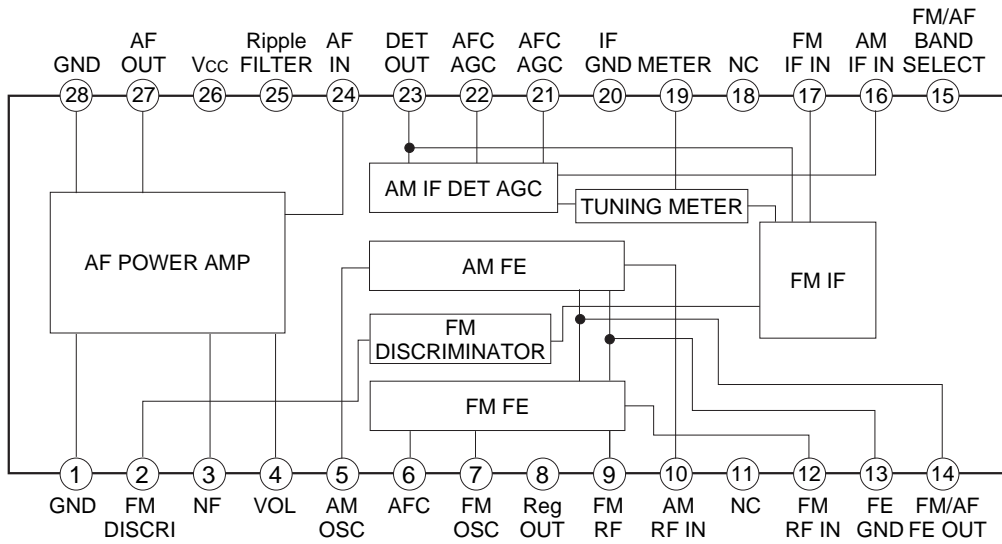 FM/AF
AF Ripple AF DET AFC AFC IF FM AM BAND
GND OUT Vcc FILTER IN OUT AGC AGC GND METER NC IF IN IF IN SELECT
28 27 26 25 24 23 22 21 20 19 18 17 16 15
AM IF DET AGC
TUNING METER
AF POWER AMP
AM FE
FM IF
FM
DISCRIMINATOR
FM FE
1 2 3 4 5 6 7 8 9 10 11 12 13 14
GND FM NF VOL AM AFC FM Reg FM AM NC FM FE FM/AF
DISCRI OSC OSC OUT RF RF IN RF IN GND FE OUT